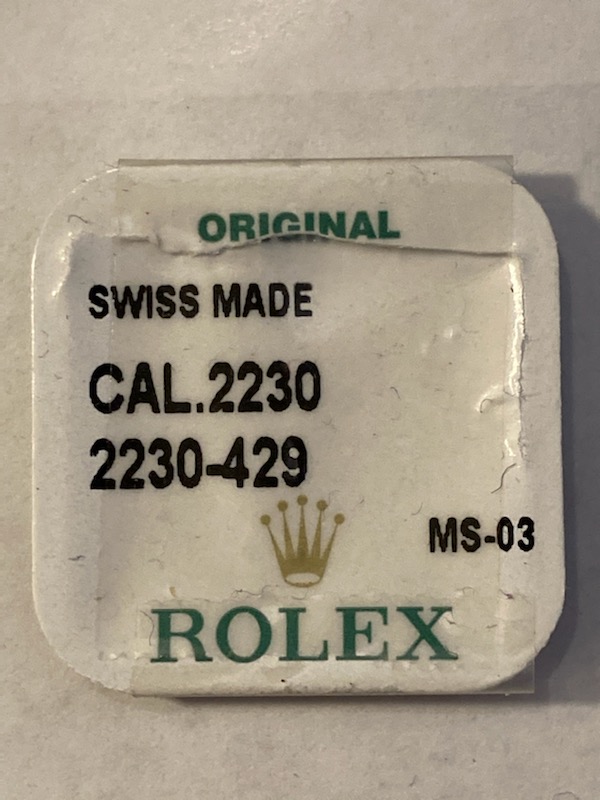 ORIGINAL
SWISS MADE
CAL.2230
2230-429
MS-03
ROLEX